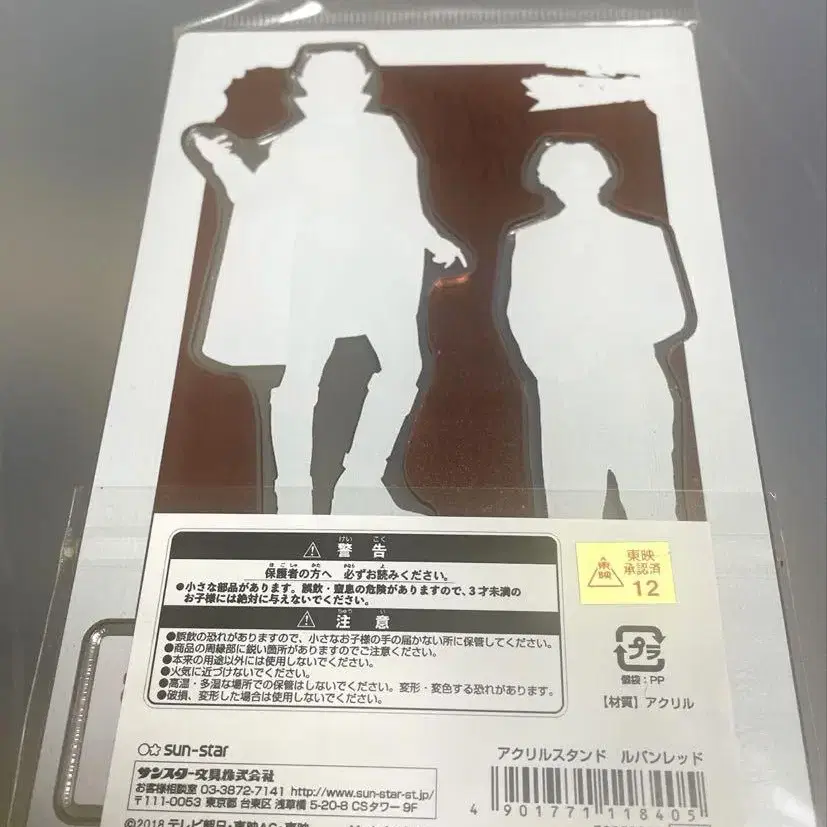 警告
保護者の方へ 必ずお読みください。
●小さな部品があります。誤飲・窒息の危険がありますので、3才未満の
お子様には絶対に与えないでください。
注意
●誤飲の恐れがありますので、小さなお子様の手の届かない所に保管してください。
●商品の周縁部に鋭い箇所がありますのでご注意ください。
●本来の用途以外には使用しないでください。
●火気に近づけないでください。
●高温・多湿な場所での保管はしないでください。変形・変色する恐れがあります。
●破損、変形した場合は使用しないでください。
東映
東映
承認済
12
プラ
個袋:PP
【材質】アクリル
sun-star
サンスター文具株式会社
お客様相談室 03-3872-7141 http://www.sun-star-st.jp/
〒111-0053 東京都 台東区 浅草橋 5-20-8 CSタワー 9F
©2018 テレビ朝日・東映AG・東映
アクリルスタンド ルパンレッド
4 901771 118405